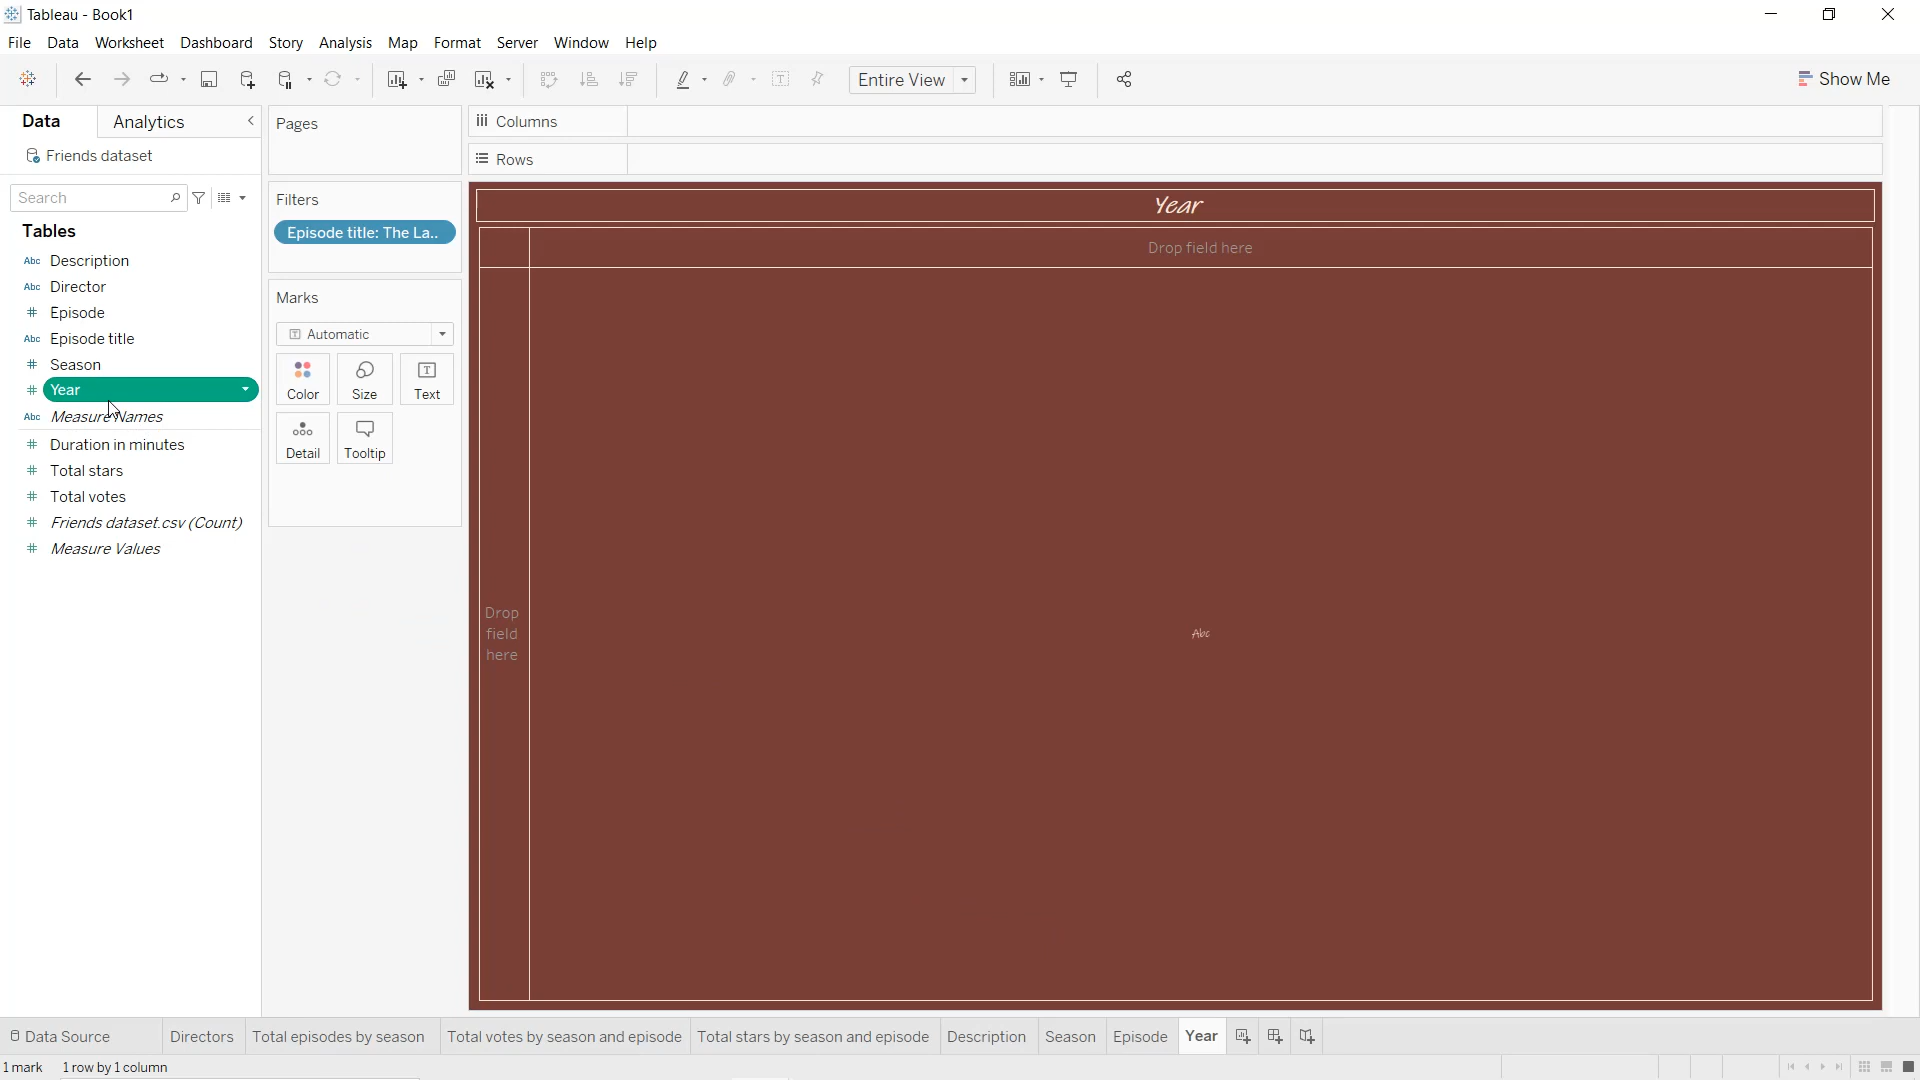 Tableau - Book1
File Data Worksheet Dashboard Story Analysis Map Format Server Window Help
Entire View
Show Me
Data Analytics
Friends dataset
Search
Tables
Abc Description
Abc Director
# Episode
Abc Episode title
# Season
# Year
Abc Measure Names
# Duration in minutes
# Total stars
# Total votes
# Friends dataset.csv (Count)
# Measure Values
Pages
Filters
Episode title: The La..
Marks
Automatic
Color Size Text
Detail Tooltip
Columns
Rows
Year
Drop field here
Drop
field
here
Abc
Data Source Directors Total episodes by season Total votes by season and episode Total stars by season and episode Description Season Episode Year
1 mark 1 row by 1 column